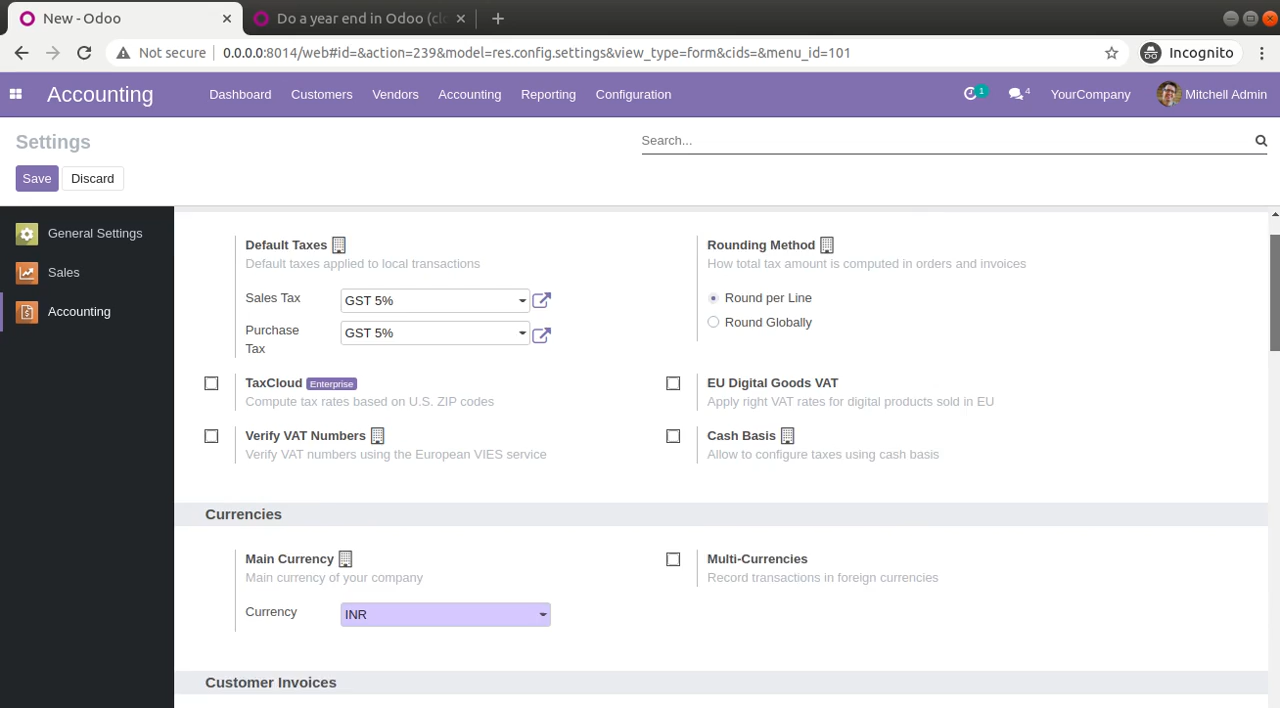 New - Odoo
Do a year end in Odoo (cl
Not secure 0.0.0.0:8014/web#id=&action=239&model=res.config.settings&view_type=form&cids=&menu_id=101
Incognito
Accounting Dashboard Customers Vendors Accounting Reporting Configuration 1 4 YourCompany Mitchell Admin
Settings
Search...
Save Discard
General Settings
Sales
Accounting
Default Taxes
Default taxes applied to local transactions
Sales Tax GST 5%
Purchase Tax GST 5%
Rounding Method
How total tax amount is computed in orders and invoices
Round per Line
Round Globally
TaxCloud Enterprise
Compute tax rates based on U.S. ZIP codes
EU Digital Goods VAT
Apply right VAT rates for digital products sold in EU
Verify VAT Numbers
Verify VAT numbers using the European VIES service
Cash Basis
Allow to configure taxes using cash basis
Currencies
Main Currency
Main currency of your company
Currency INR
Multi-Currencies
Record transactions in foreign currencies
Customer Invoices